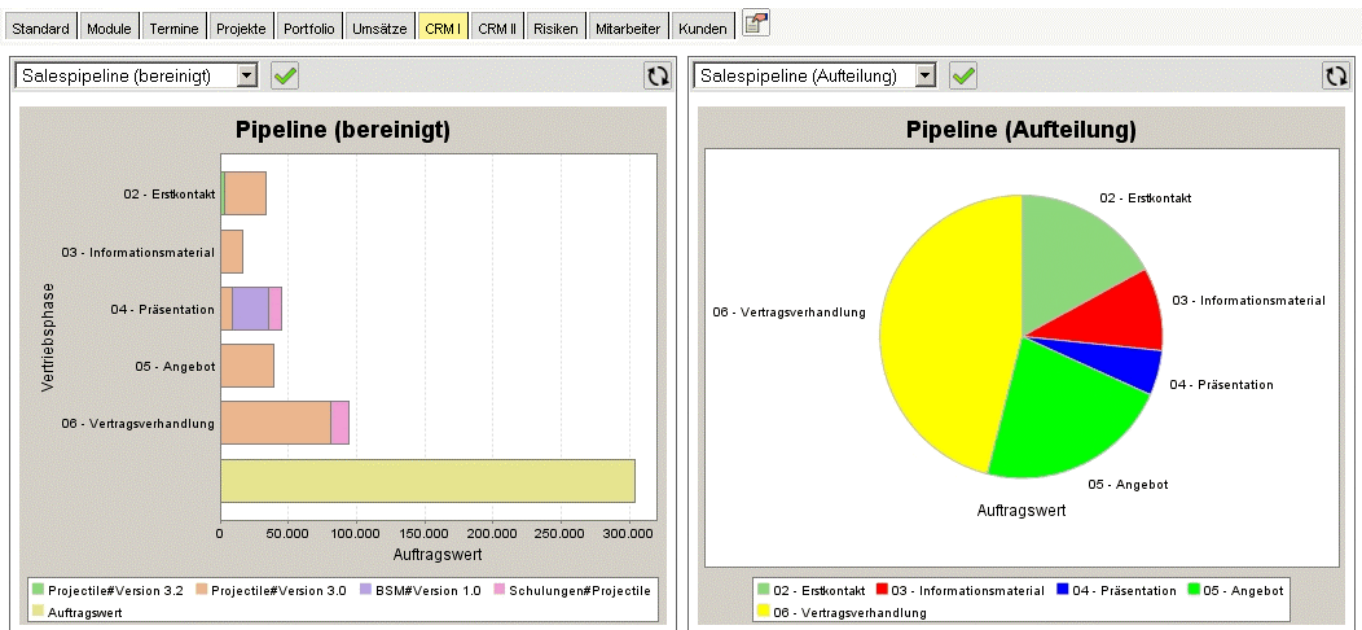 Standard Module Termine Projekte Portfolio Umsätze CRM I CRM II Risiken Mitarbeiter Kunden
Salespipeline (bereinigt)
Pipeline (bereinigt)
Vertriebsphase
02 - Erstkontakt
03 - Informationsmaterial
04 - Präsentation
05 - Angebot
06 - Vertragsverhandlung
0 50.000 100.000 150.000 200.000 250.000 300.000
Auftragswert
Projectile#Version 3.2 Projectile#Version 3.0 BSM#Version 1.0 Schulungen#Projectile
Auftragswert
Salespipeline (Aufteilung)
Pipeline (Aufteilung)
02 - Erstkontakt
03 - Informationsmaterial
06 - Vertragsverhandlung
04 - Präsentation
05 - Angebot
Auftragswert
02 - Erstkontakt 03 - Informationsmaterial 04 - Präsentation 05 - Angebot
06 - Vertragsverhandlung